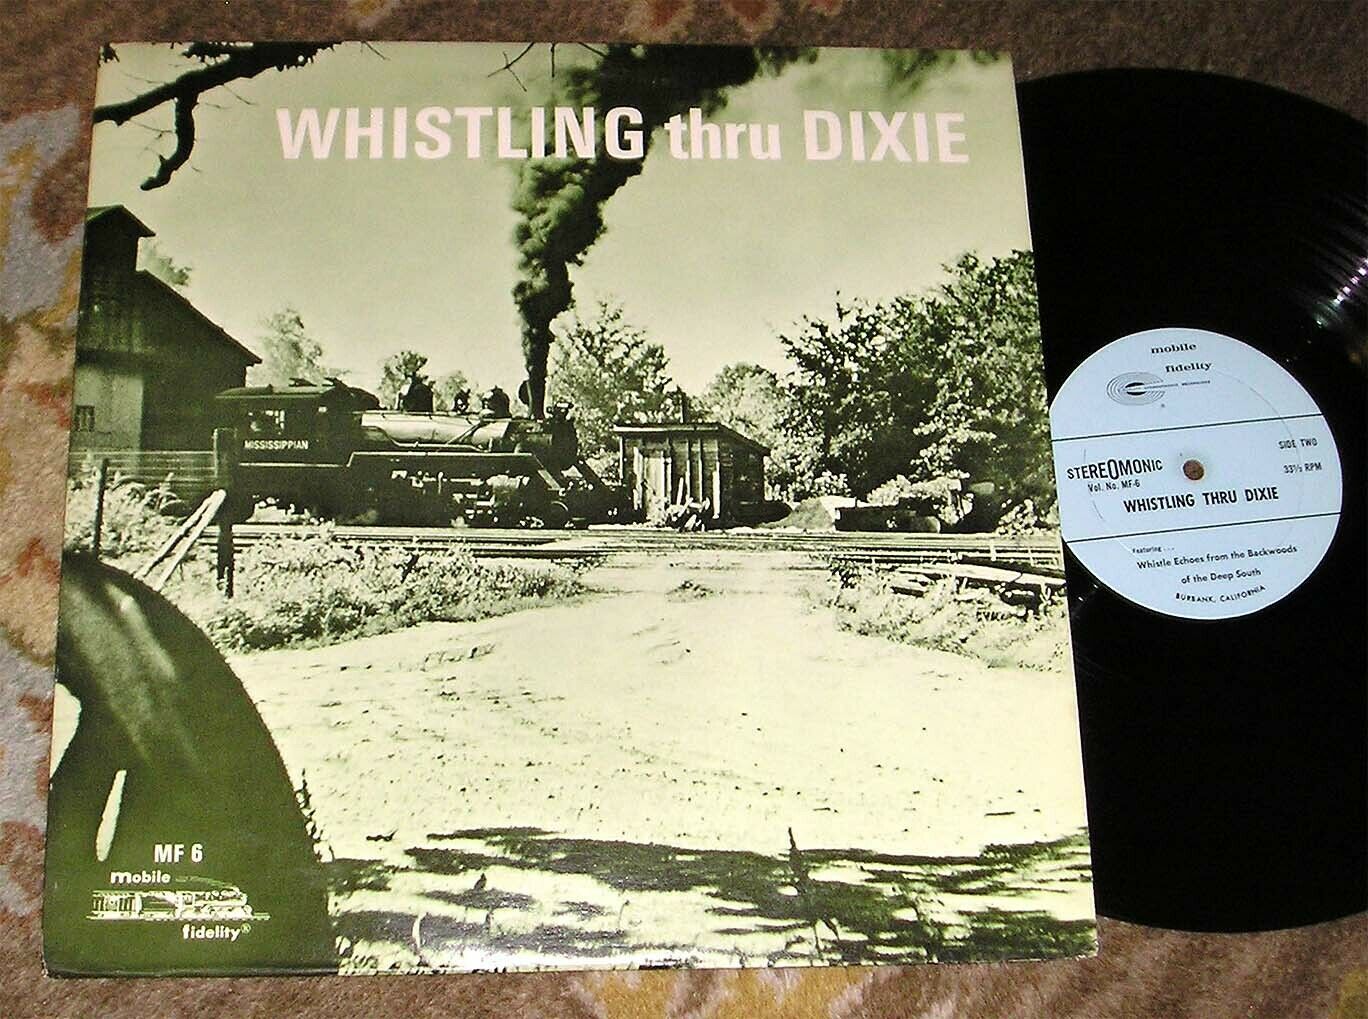 WHISTLING thru DIXIE
MISSISSIPPIAN
MF 6
mobile
fidelity®
mobile
fidelity
SIDE TWO
33⅓ RPM
STEREOMONIC
Vol. No. MF-6
WHISTLING THRU DIXIE
Featuring . . .
Whistle Echoes from the Backwoods
of the Deep South
BURBANK, CALIFORNIA